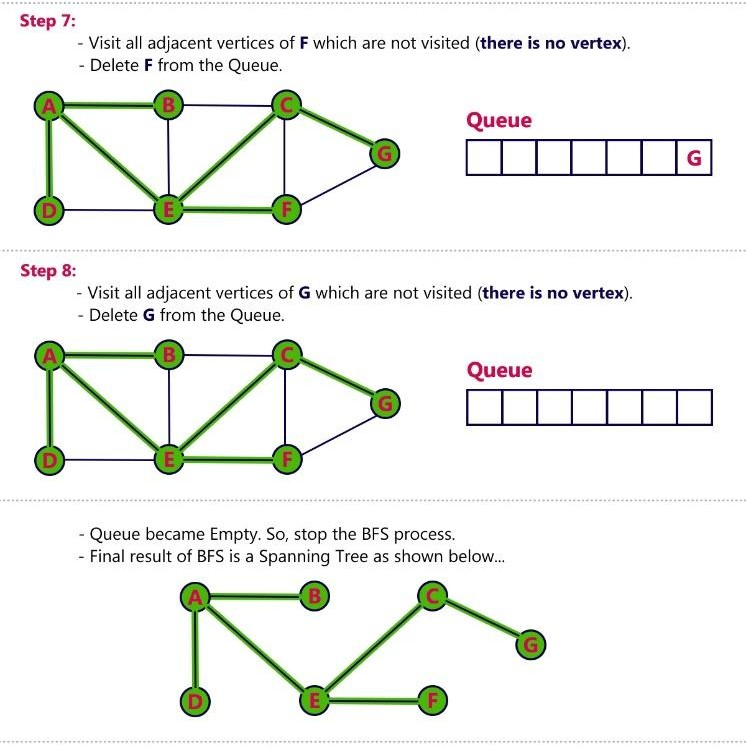 Step 7:
- Visit all adjacent vertices of F which are not visited (there is no vertex).
- Delete F from the Queue.
A B C
Queue
G G
D E F
Step 8:
- Visit all adjacent vertices of G which are not visited (there is no vertex).
- Delete G from the Queue.
A B C
Queue
G
D E F
- Queue became Empty. So, stop the BFS process.
- Final result of BFS is a Spanning Tree as shown below...
A B C
G
D E F